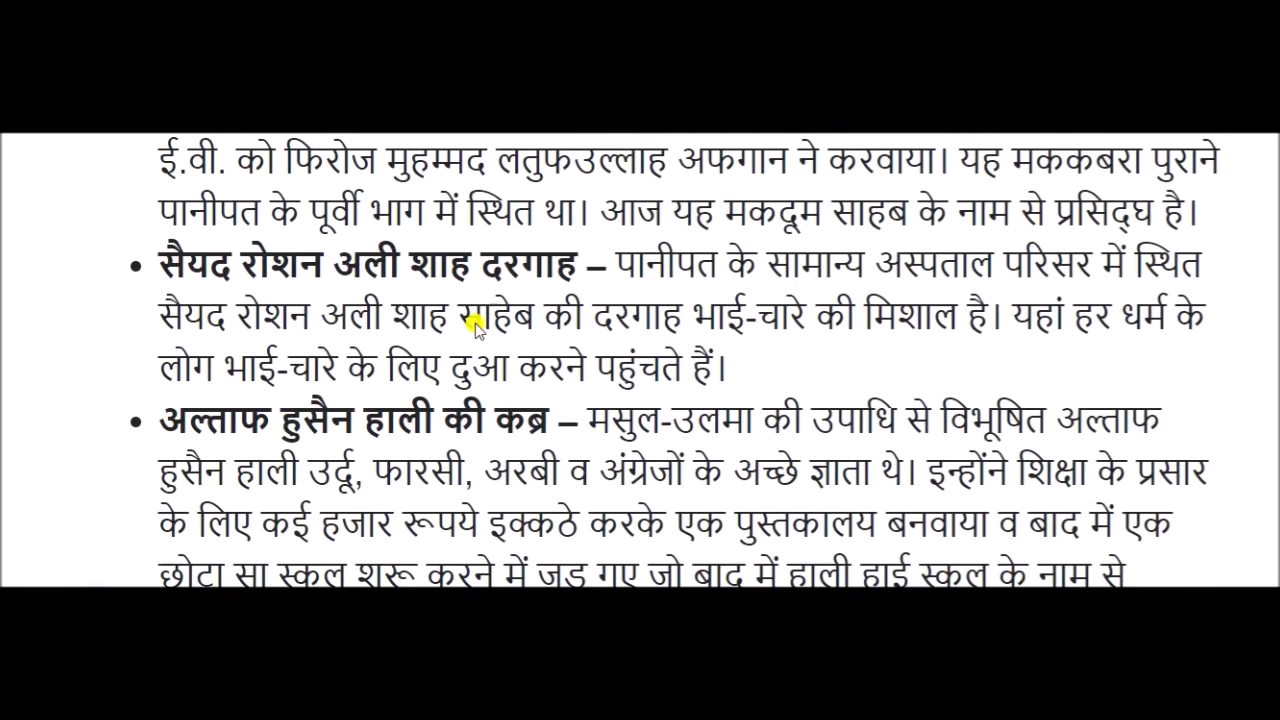 ई.वी. को फिरोज मुहम्मद लतुफउल्लाह अफगान ने करवाया। यह मककबरा पुराने
पानीपत के पूर्वी भाग में स्थित था। आज यह मकदूम साहब के नाम से प्रसिद्घ है।
• सैयद रोशन अली शाह दरगाह – पानीपत के सामान्य अस्पताल परिसर में स्थित
सैयद रोशन अली शाह साहेब की दरगाह भाई-चारे की मिशाल है। यहां हर धर्म के
लोग भाई-चारे के लिए दुआ करने पहुंचते हैं।
• अल्ताफ हुसैन हाली की कब्र – मसुल-उलमा की उपाधि से विभूषित अल्ताफ
हुसैन हाली उर्दू, फारसी, अरबी व अंग्रेजों के अच्छे ज्ञाता थे। इन्होंने शिक्षा के प्रसार
के लिए कई हजार रूपये इक्कठे करके एक पुस्तकालय बनवाया व बाद में एक
छोटा सा स्कूल शुरू करने में जुड़ गए जो बाद में हाली हाई स्कूल के नाम से